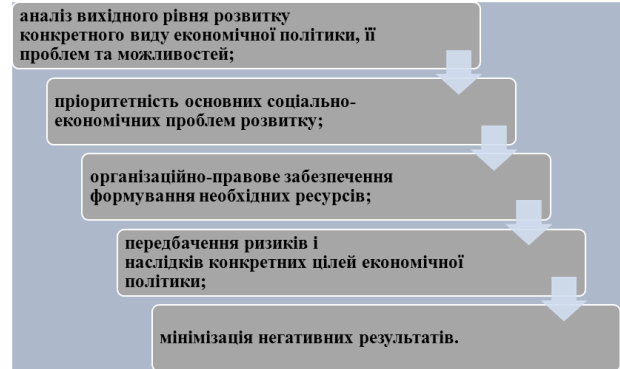 аналіз вихідного рівня розвитку
конкретного виду економічної політики, її
проблем та можливостей;
пріоритетність основних соціально-
економічних проблем розвитку;
організаційно-правове забезпечення
формування необхідних ресурсів;
передбачення ризиків і
наслідків конкретних цілей економічної
політики;
мінімізація негативних результатів.